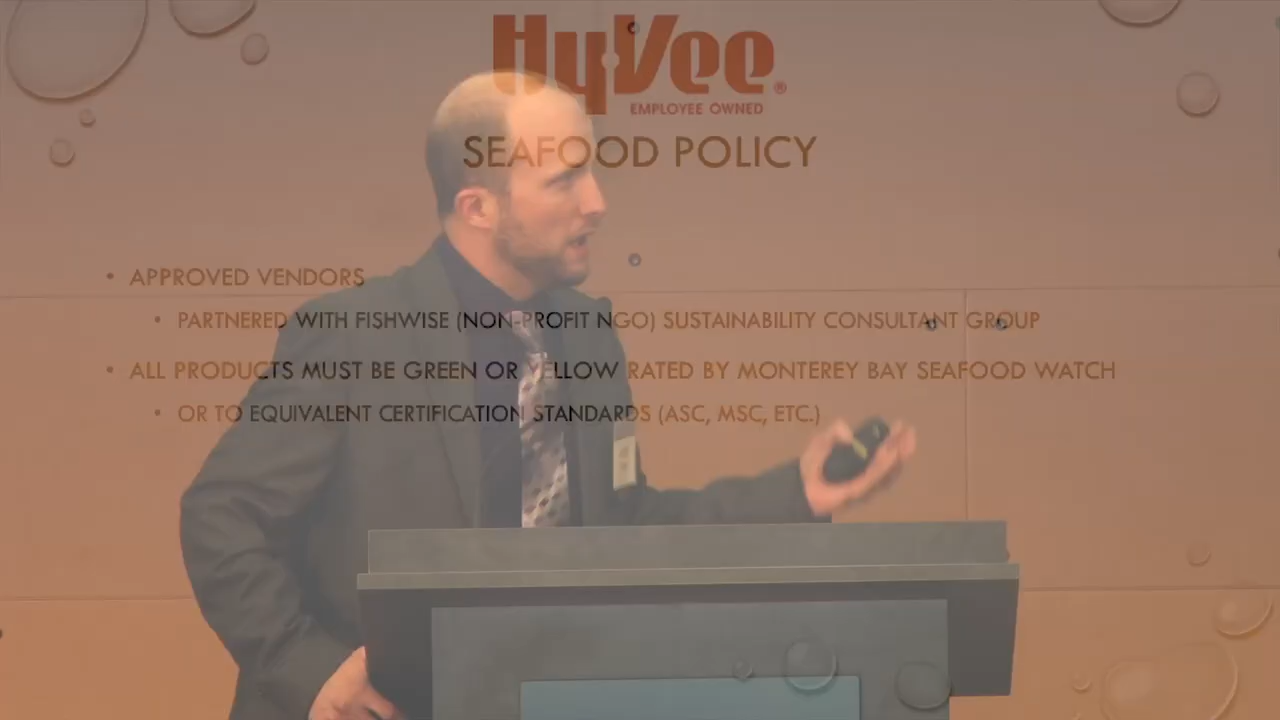 HyVee®
EMPLOYEE OWNED
SEAFOOD POLICY
• APPROVED VENDORS
• PARTNERED WITH FISHWISE (NON-PROFIT NGO) SUSTAINABILITY CONSULTANT GROUP
• ALL PRODUCTS MUST BE GREEN OR YELLOW RATED BY MONTEREY BAY SEAFOOD WATCH
• OR TO EQUIVALENT CERTIFICATION STANDARDS (ASC, MSC, ETC.)